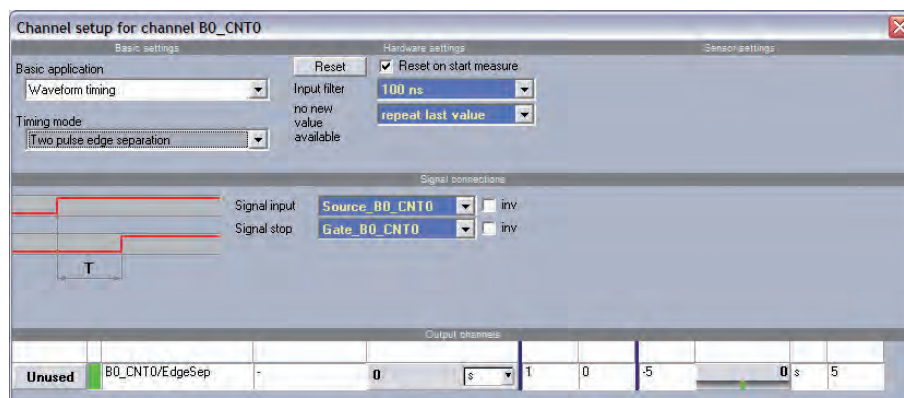 Channel setup for channel B0_CNT0
Basic settings
Hardware settings
Sensor settings
Basic application
Waveform timing
Timing mode
Two pulse edge separation
Reset
Reset on start measure
Input filter
100 ns
no new
value
available
repeat last value
Signal connections
Signal input
Source_B0_CNT0
inv
Signal stop
Gate_B0_CNT0
inv
T
Output channels
Unused B0_CNT0/EdgeSep - 0 s 1 0 -5 0 s 5